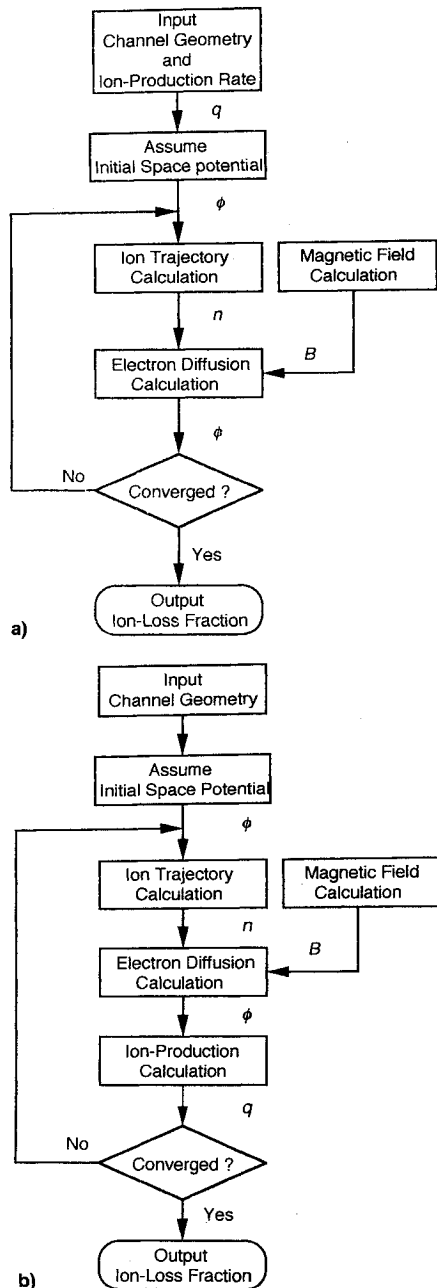 Input
Channel Geometry
and
Ion-Production Rate
q
Assume
Initial Space potential
ϕ
Ion Trajectory
Calculation
Magnetic Field
Calculation
n
B
Electron Diffusion
Calculation
ϕ
No
Converged ?
Yes
Output
Ion-Loss Fraction
a)
Input
Channel Geometry
Assume
Initial Space Potential
ϕ
Ion Trajectory
Calculation
Magnetic Field
Calculation
n
B
Electron Diffusion
Calculation
ϕ
Ion-Production
Calculation
q
No
Converged ?
Yes
Output
Ion-Loss Fraction
b)